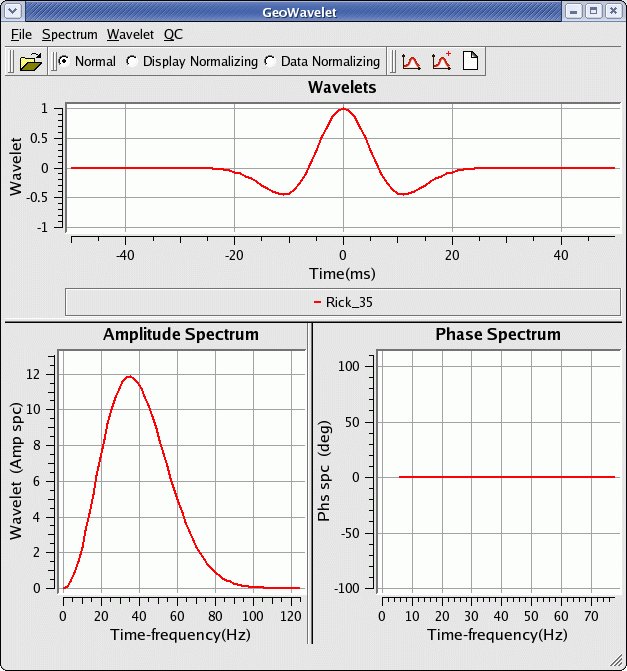 GeoWavelet
File Spectrum Wavelet QC
Normal Display Normalizing Data Normalizing
Wavelets
Wavelet
1
0.5
0
-0.5
-1
-40 -20 0 20 40
Time(ms)
Rick_35
Amplitude Spectrum
Wavelet (Amp spc)
12
10
8
6
4
2
0
0 20 40 60 80 100 120
Time-frequency(Hz)
Phase Spectrum
Phs spc (deg)
100
50
0
-50
-100
0 10 20 30 40 50 60 70
Time-frequency(Hz)